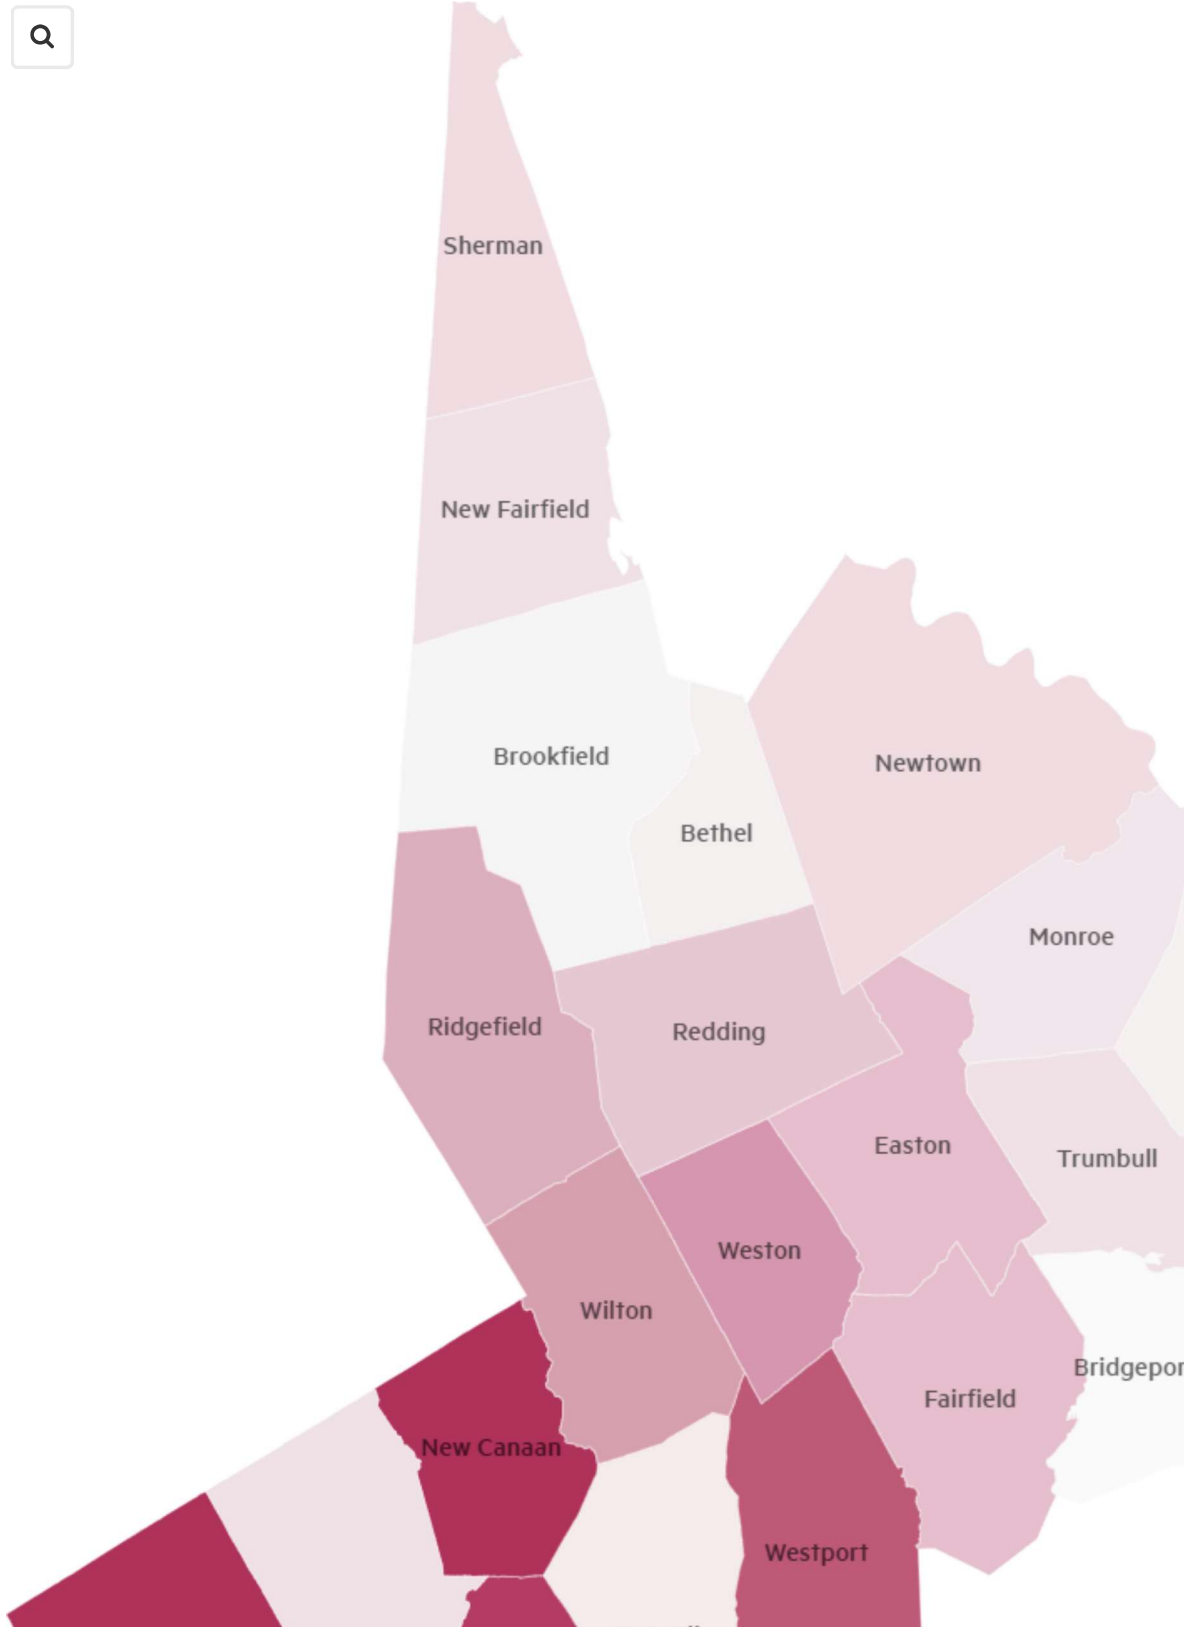 Sherman
New Fairfield
Brookfield
Newtown
Bethel
Monroe
Ridgefield
Redding
Easton
Trumbull
Weston
Wilton
Bridgepor
Fairfield
New Canaan
Westport